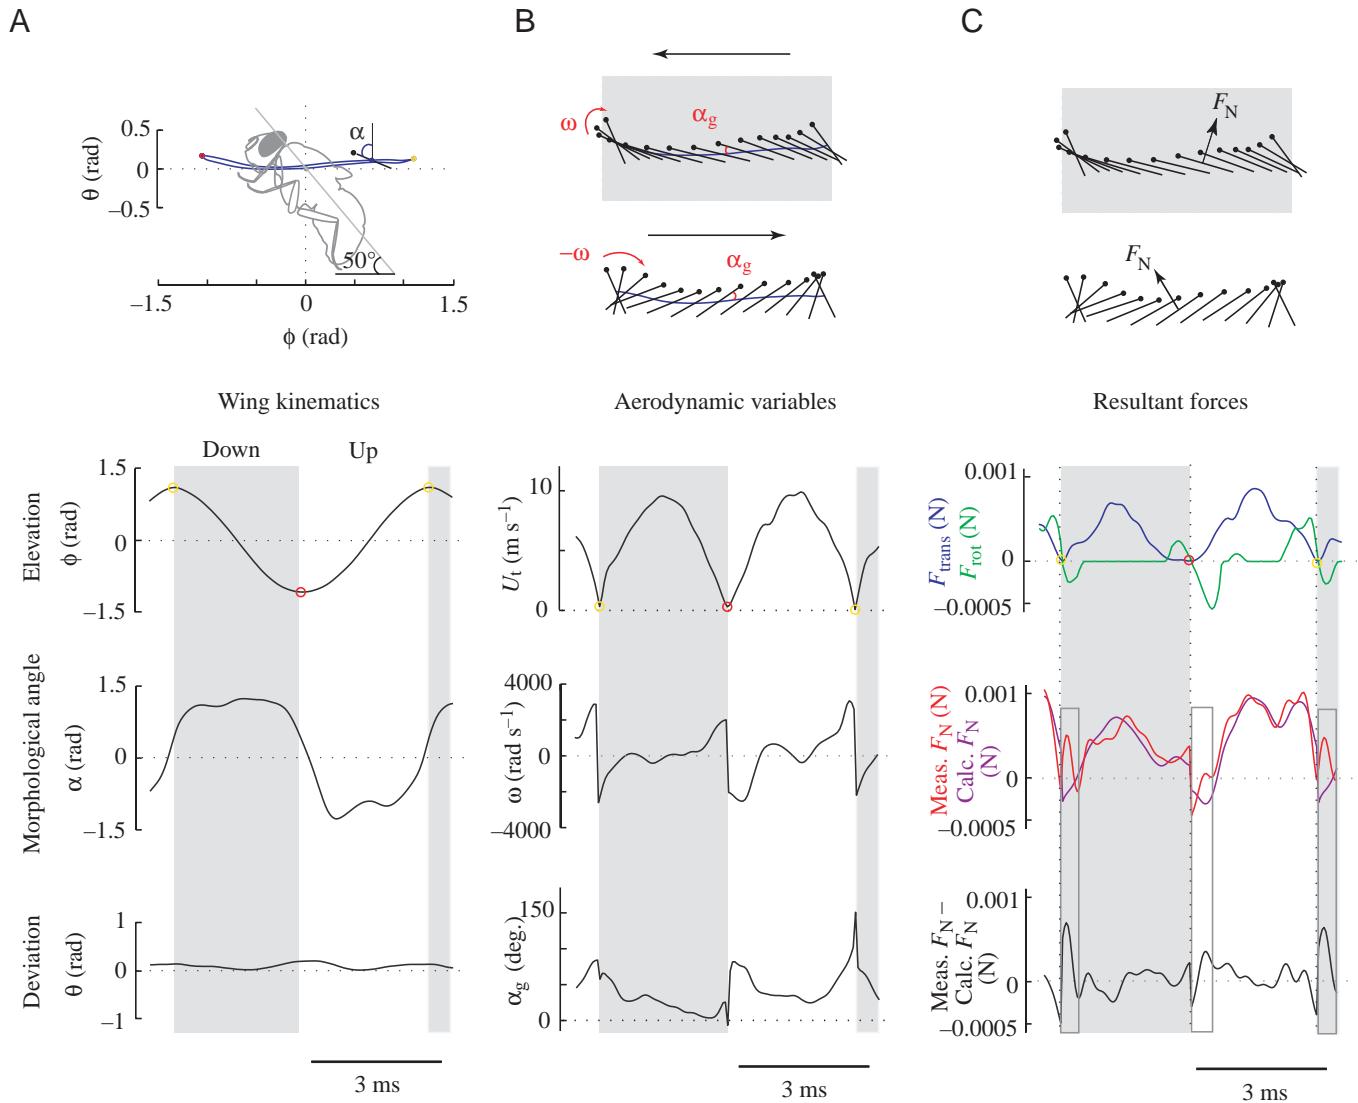 A
B
C
0.5
0
−0.5
θ (rad)
α
50°
−1.5
0
1.5
ϕ (rad)
ω
αg
−ω
αg
FN
FN
Wing kinematics
Aerodynamic variables
Resultant forces
Down
Up
Elevation
ϕ (rad)
1.5
0
−1.5
Morphological angle
α (rad)
1.5
0
−1.5
Deviation
θ (rad)
1
0
−1
3 ms
Ut (m s−1)
10
0
ω (rad s−1)
4000
0
−4000
αg (deg.)
150
0
3 ms
Ftrans (N)
Frot (N)
0.001
0
−0.0005
Meas. FN (N)
Calc. FN
(N)
0.001
0
−0.0005
Meas. FN −
Calc. FN
(N)
0.001
0
−0.0005
3 ms